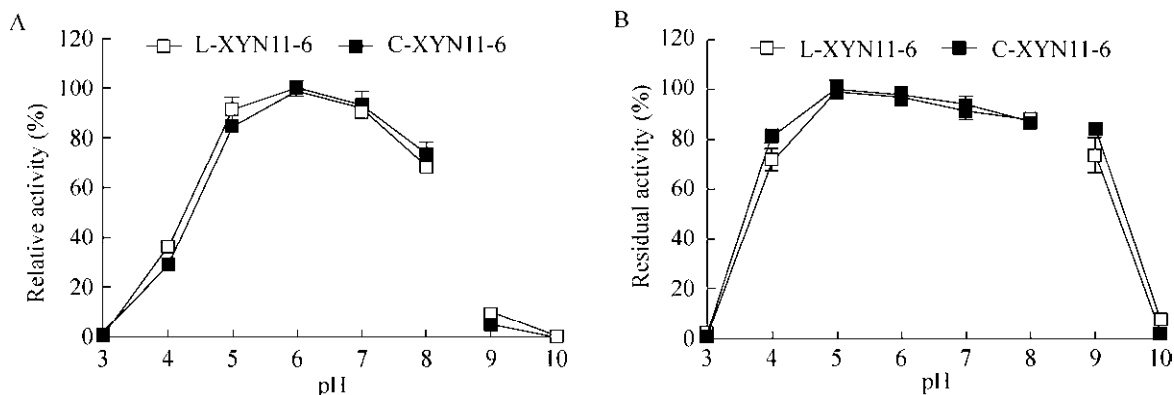 A
L-XYN11-6
C-XYN11-6
120
100
80
60
40
20
0
Relative activity (%)
3 4 5 6 7 8 9 10
pH
B
L-XYN11-6
C-XYN11-6
120
100
80
60
40
20
0
Residual activity (%)
3 4 5 6 7 8 9 10
pH